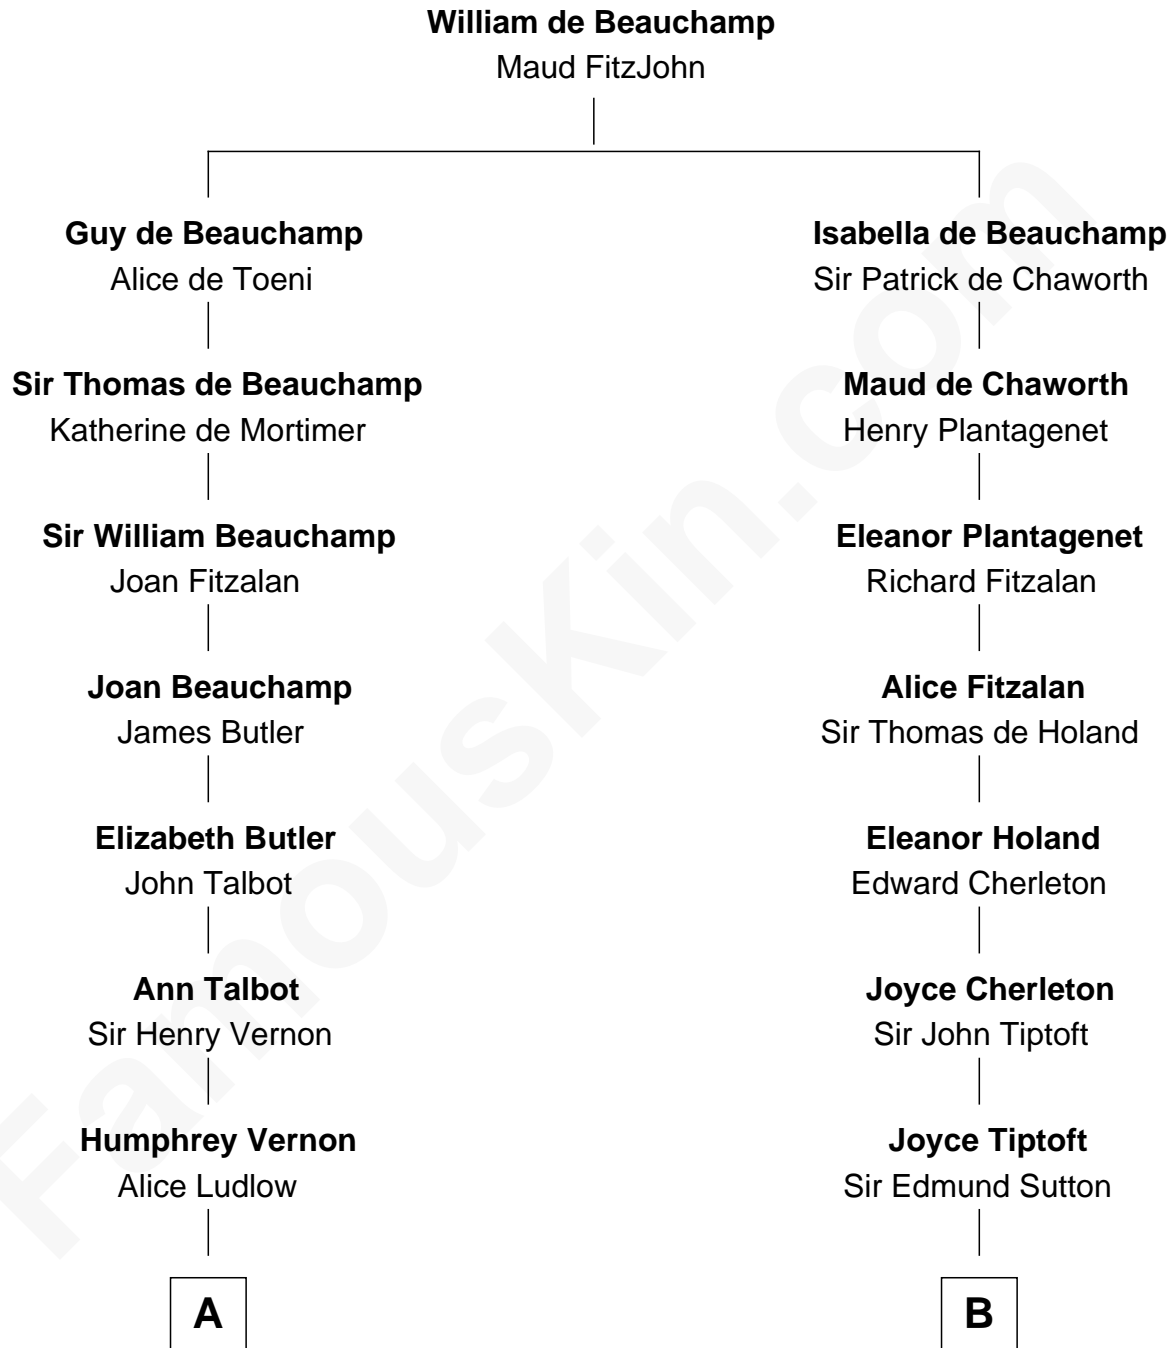 William de Beauchamp
Maud FitzJohn
Guy de Beauchamp
Alice de Toeni
Isabella de Beauchamp
Sir Patrick de Chaworth
Sir Thomas de Beauchamp
Katherine de Mortimer
Maud de Chaworth
Henry Plantagenet
Sir William Beauchamp
Joan Fitzalan
Eleanor Plantagenet
Richard Fitzalan
Joan Beauchamp
James Butler
Alice Fitzalan
Sir Thomas de Holand
Elizabeth Butler
John Talbot
Eleanor Holand
Edward Cherleton
Ann Talbot
Sir Henry Vernon
Joyce Cherleton
Sir John Tiptoft
Humphrey Vernon
Alice Ludlow
Joyce Tiptoft
Sir Edmund Sutton
A
B
FamousKin.com